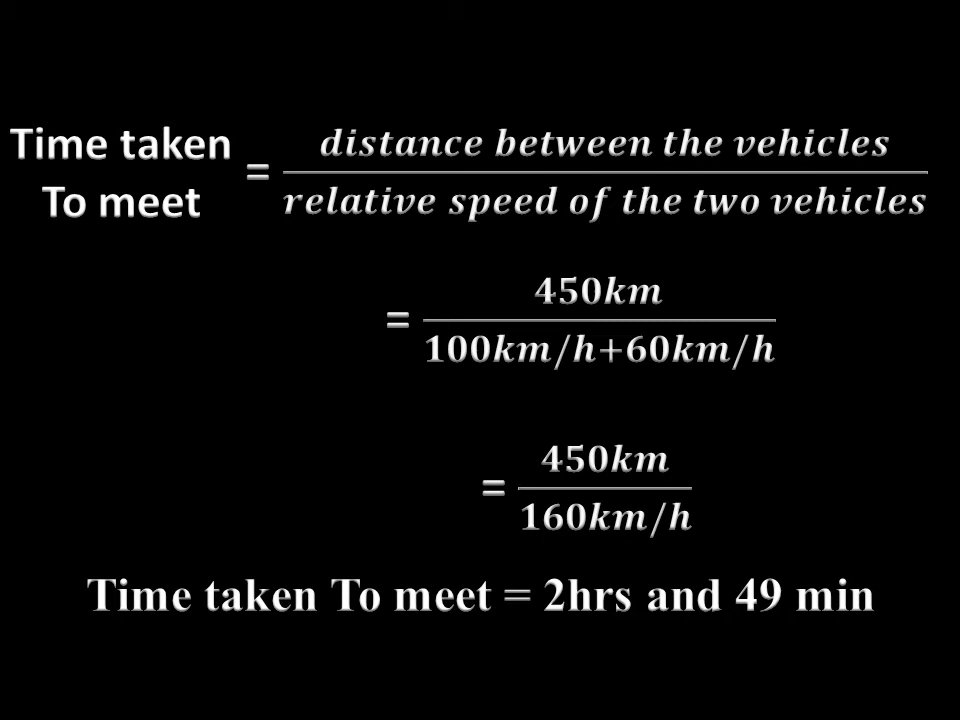 Time taken
To meet
= distance between the vehicles
relative speed of the two vehicles
= 450km
100km/h+60km/h
= 450km
160km/h
Time taken To meet = 2hrs and 49 min